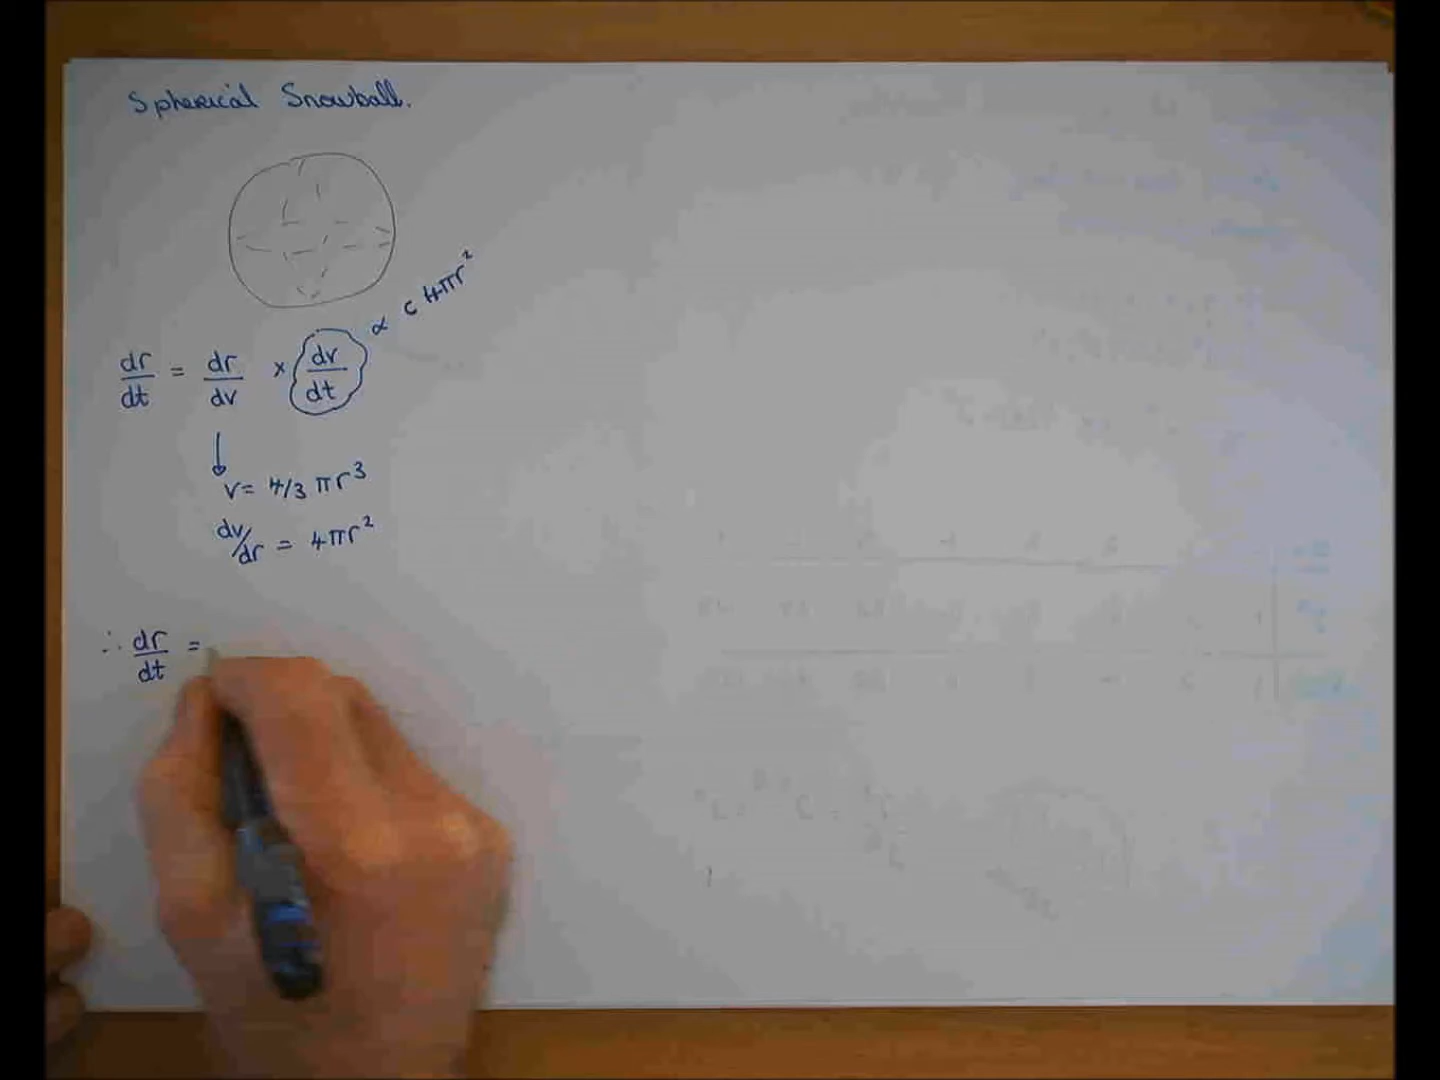 Spherical Snowball.
∝ c 4πr²
dr/dt = dr/dv × dv/dt
↓
v = 4/3 πr³
dv/dr = 4πr²
∴ dr/dt =